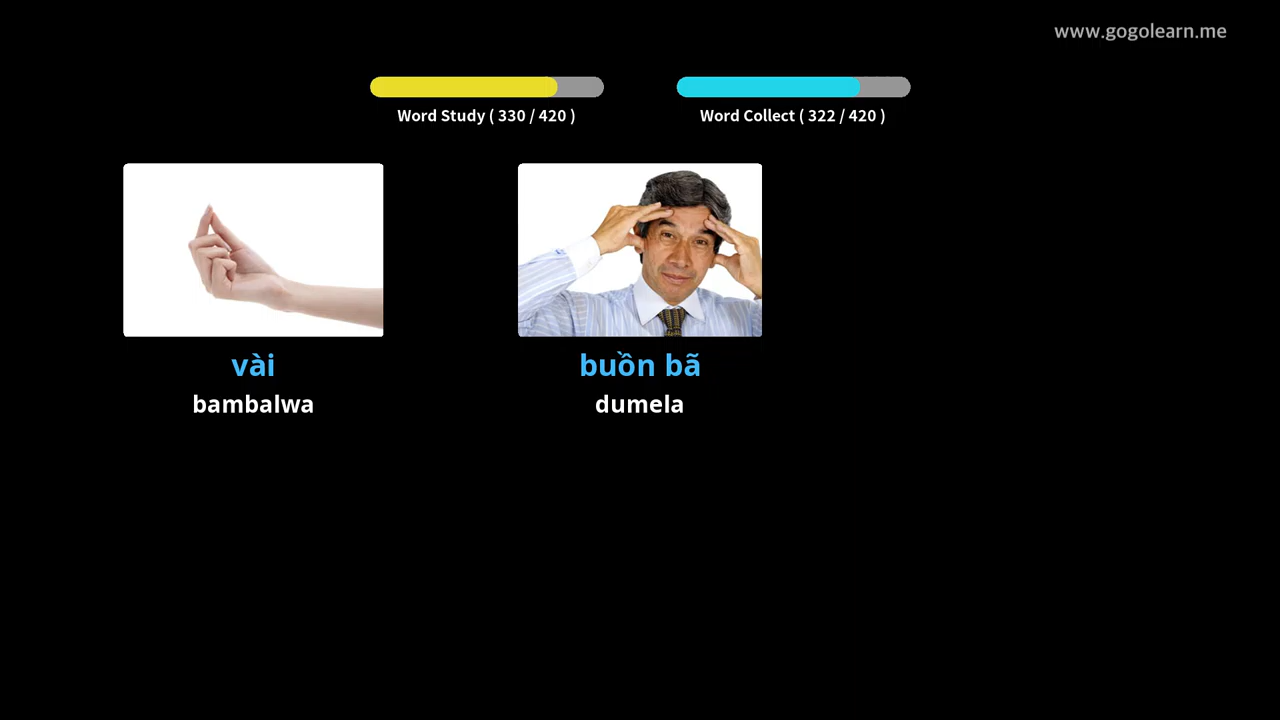 www.gogolearn.me
Word Study ( 330 / 420 )
Word Collect ( 322 / 420 )
vài
bambalwa
buồn bã
dumela